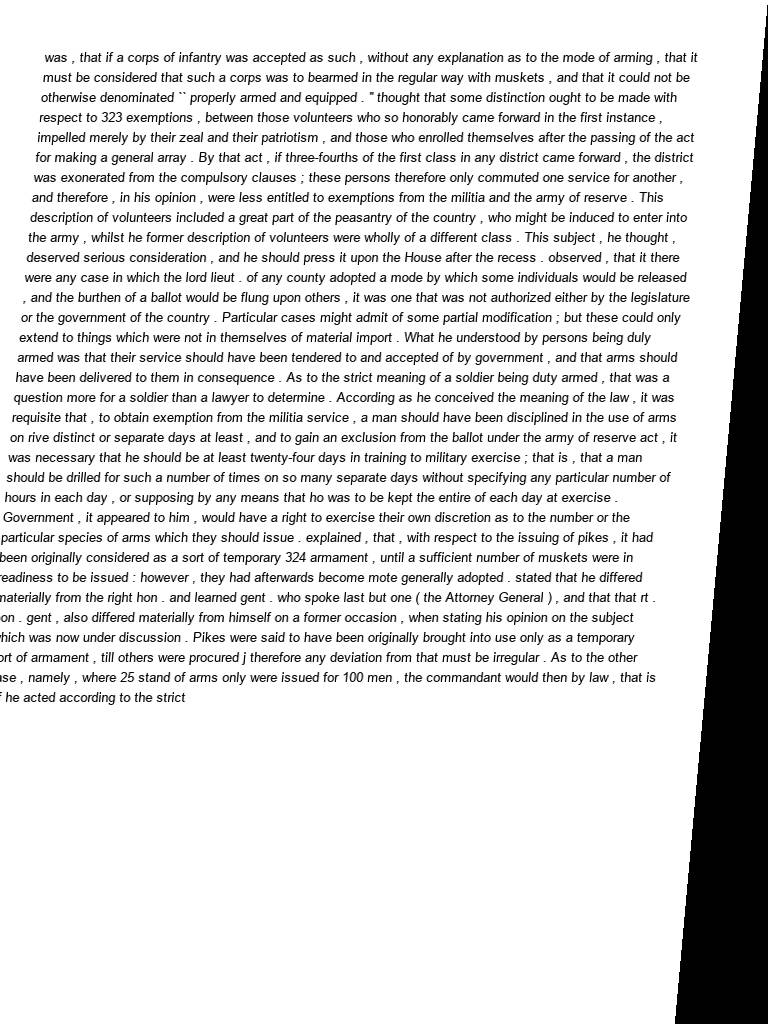 was , that if a corps of infantry was accepted as such , without any explanation as to the mode of arming , that it
must be considered that such a corps was to bearmed in the regular way with muskets , and that it could not be
otherwise denominated `` properly armed and equipped . " thought that some distinction ought to be made with
respect to 323 exemptions , between those volunteers who so honorably came forward in the first instance ,
impelled merely by their zeal and their patriotism , and those who enrolled themselves after the passing of the act
for making a general array . By that act , if three-fourths of the first class in any district came forward , the district
was exonerated from the compulsory clauses ; these persons therefore only commuted one service for another ,
and therefore , in his opinion , were less entitled to exemptions from the militia and the army of reserve . This
description of volunteers included a great part of the peasantry of the country , who might be induced to enter into
the army , whilst he former description of volunteers were wholly of a different class . This subject , he thought ,
deserved serious consideration , and he should press it upon the House after the recess . observed , that it there
were any case in which the lord lieut . of any county adopted a mode by which some individuals would be released
, and the burthen of a ballot would be flung upon others , it was one that was not authorized either by the legislature
or the government of the country . Particular cases might admit of some partial modification ; but these could only
extend to things which were not in themselves of material import . What he understood by persons being duly
armed was that their service should have been tendered to and accepted of by government , and that arms should
have been delivered to them in consequence . As to the strict meaning of a soldier being duty armed , that was a
question more for a soldier than a lawyer to determine . According as he conceived the meaning of the law , it was
requisite that , to obtain exemption from the militia service , a man should have been disciplined in the use of arms
on rive distinct or separate days at least , and to gain an exclusion from the ballot under the army of reserve act , it
was necessary that he should be at least twenty-four days in training to military exercise ; that is , that a man
should be drilled for such a number of times on so many separate days without specifying any particular number of
hours in each day , or supposing by any means that ho was to be kept the entire of each day at exercise .
Government , it appeared to him , would have a right to exercise their own discretion as to the number or the
particular species of arms which they should issue . explained , that , with respect to the issuing of pikes , it had
been originally considered as a sort of temporary 324 armament , until a sufficient number of muskets were in
readiness to be issued : however , they had afterwards become mote generally adopted . stated that he differed
materially from the right hon . and learned gent . who spoke last but one ( the Attorney General ) , and that that rt .
on . gent , also differed materially from himself on a former occasion , when stating his opinion on the subject
which was now under discussion . Pikes were said to have been originally brought into use only as a temporary
ort of armament , till others were procured j therefore any deviation from that must be irregular . As to the other
se , namely , where 25 stand of arms only were issued for 100 men , the commandant would then by law , that is
he acted according to the strict